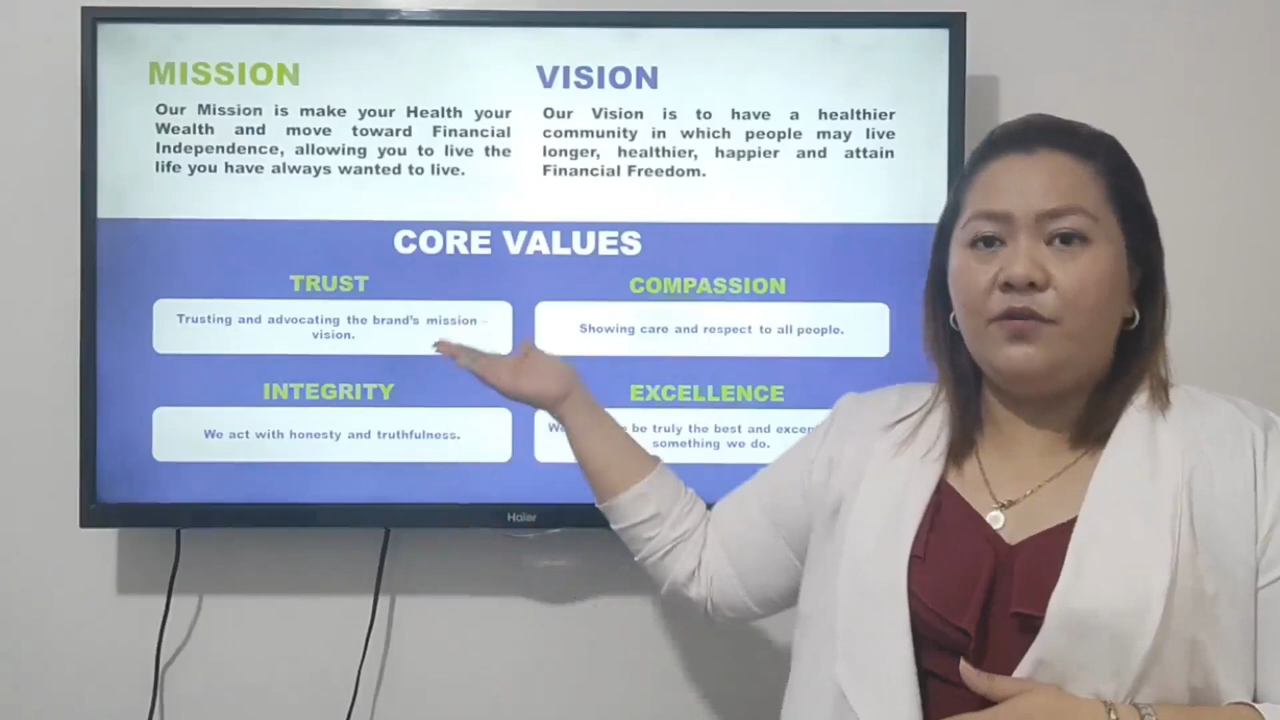 MISSION
Our Mission is make your Health your
Wealth and move toward Financial
Independence, allowing you to live the
life you have always wanted to live.
VISION
Our Vision is to have a healthier
community in which people may live
longer, healthier, happier and attain
Financial Freedom.
CORE VALUES
TRUST
Trusting and advocating the brand's mission -
vision.
COMPASSION
Showing care and respect to all people.
INTEGRITY
We act with honesty and truthfulness.
EXCELLENCE
be truly the best and
something we do.
Haier